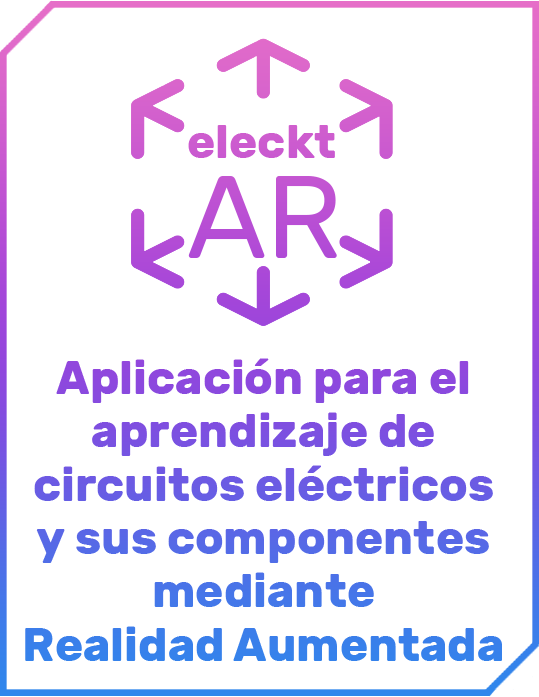 eleckt
AR
Aplicación para el
aprendizaje de
circuitos eléctricos
y sus componentes
mediante
Realidad Aumentada